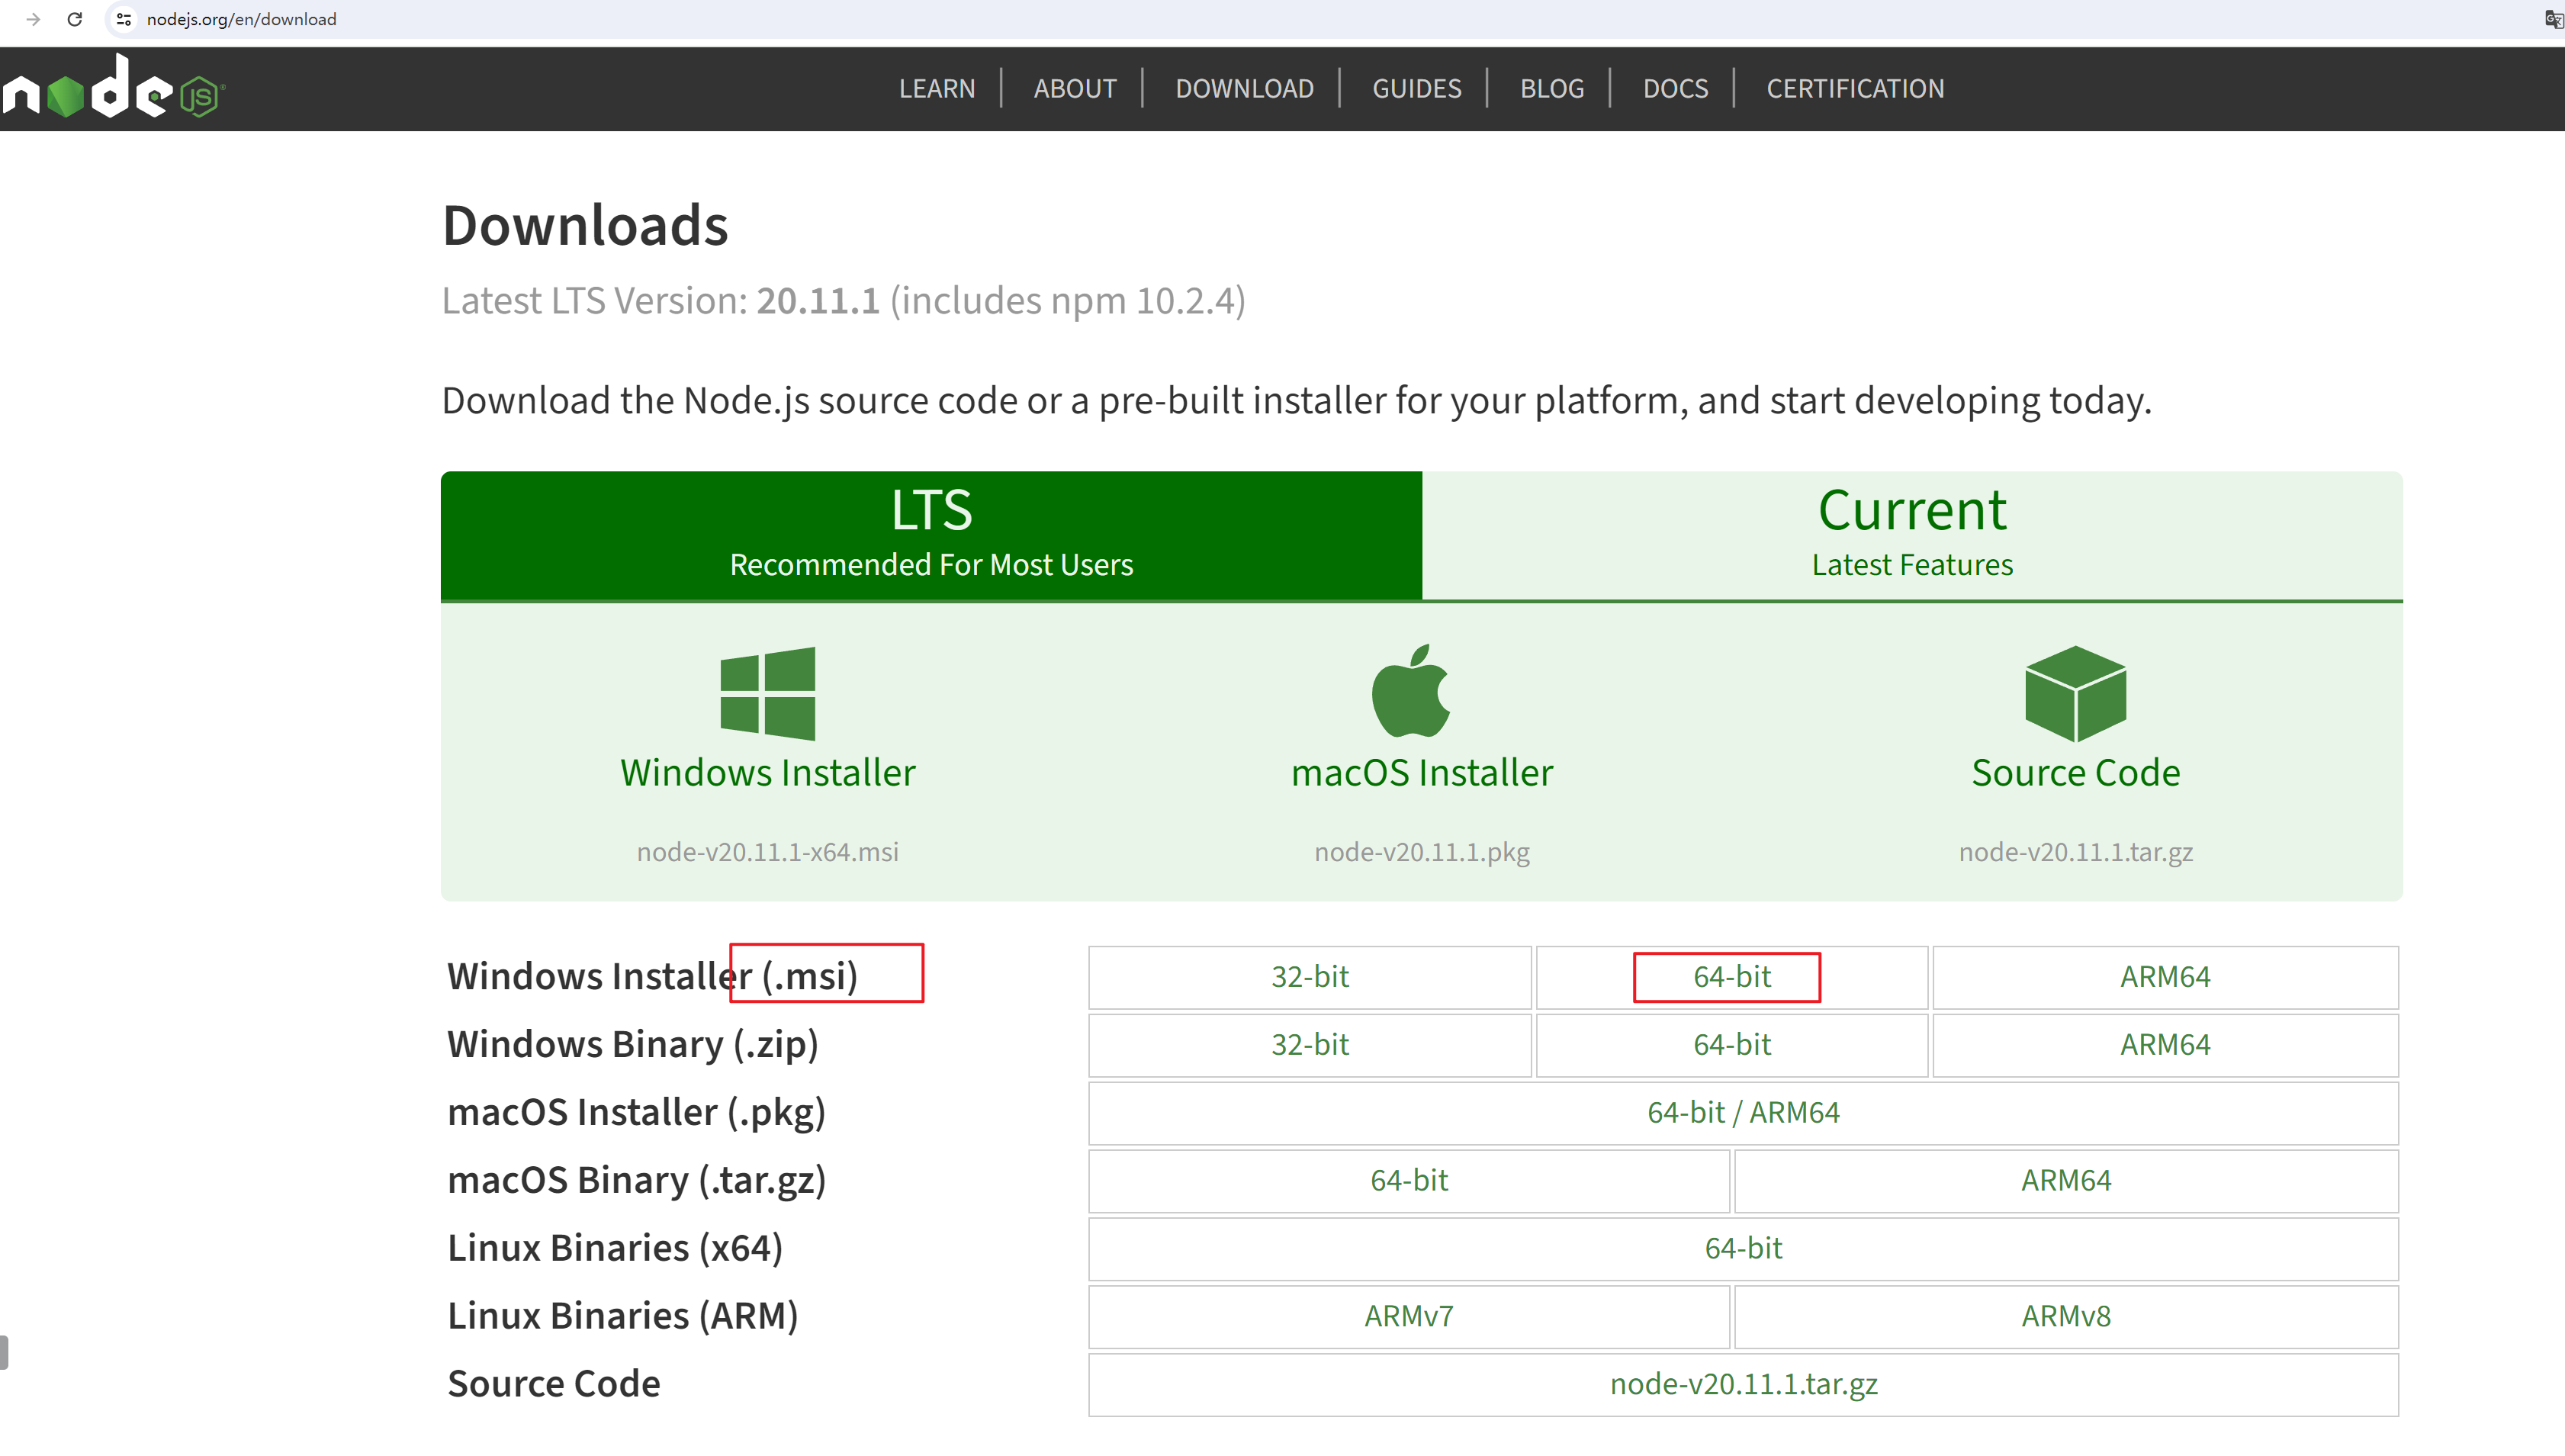 nodejs.org/en/download
node JS
LEARN ABOUT DOWNLOAD GUIDES BLOG DOCS CERTIFICATION
Downloads
Latest LTS Version: 20.11.1 (includes npm 10.2.4)
Download the Node.js source code or a pre-built installer for your platform, and start developing today.
LTS
Recommended For Most Users
Current
Latest Features
Windows Installer
node-v20.11.1-x64.msi
macOS Installer
node-v20.11.1.pkg
Source Code
node-v20.11.1.tar.gz
Windows Installer (.msi) 32-bit 64-bit ARM64
Windows Binary (.zip) 32-bit 64-bit ARM64
macOS Installer (.pkg) 64-bit / ARM64
macOS Binary (.tar.gz) 64-bit ARM64
Linux Binaries (x64) 64-bit
Linux Binaries (ARM) ARMv7 ARMv8
Source Code node-v20.11.1.tar.gz